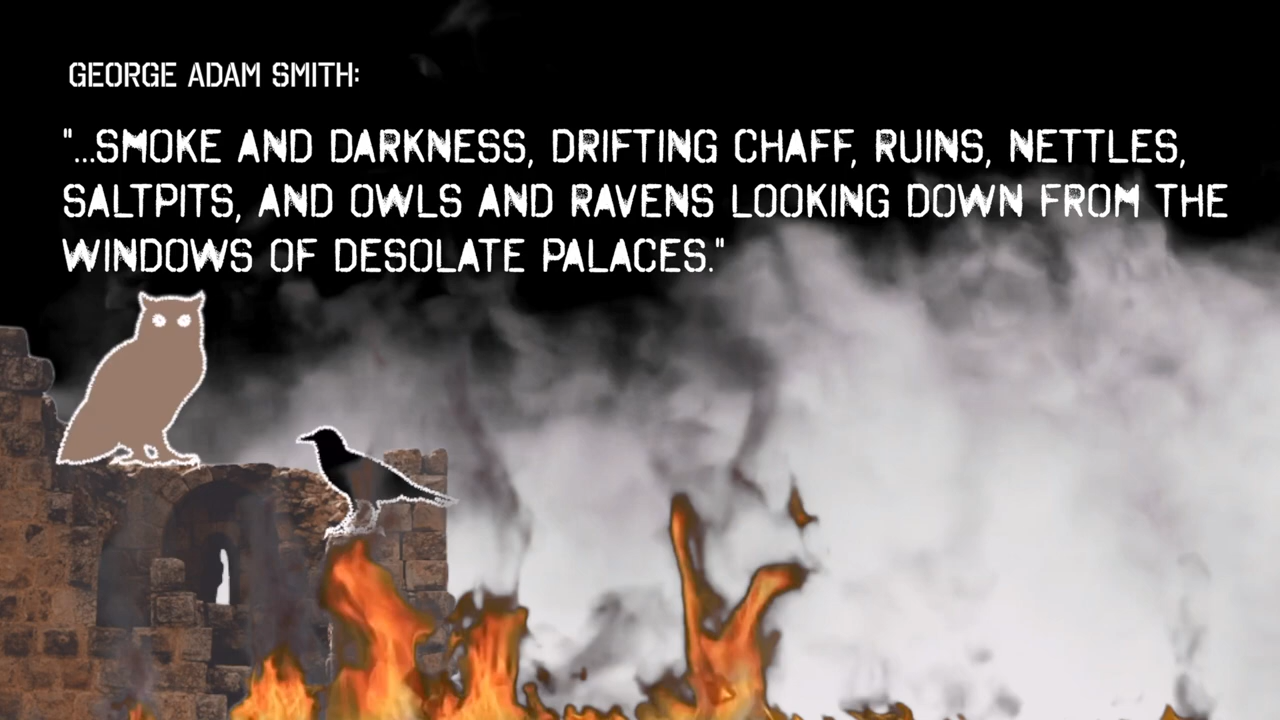 GEORGE ADAM SMITH:
"...SMOKE AND DARKNESS, DRIFTING CHAFF, RUINS, NETTLES,
SALTPITS, AND OWLS AND RAVENS LOOKING DOWN FROM THE
WINDOWS OF DESOLATE PALACES."